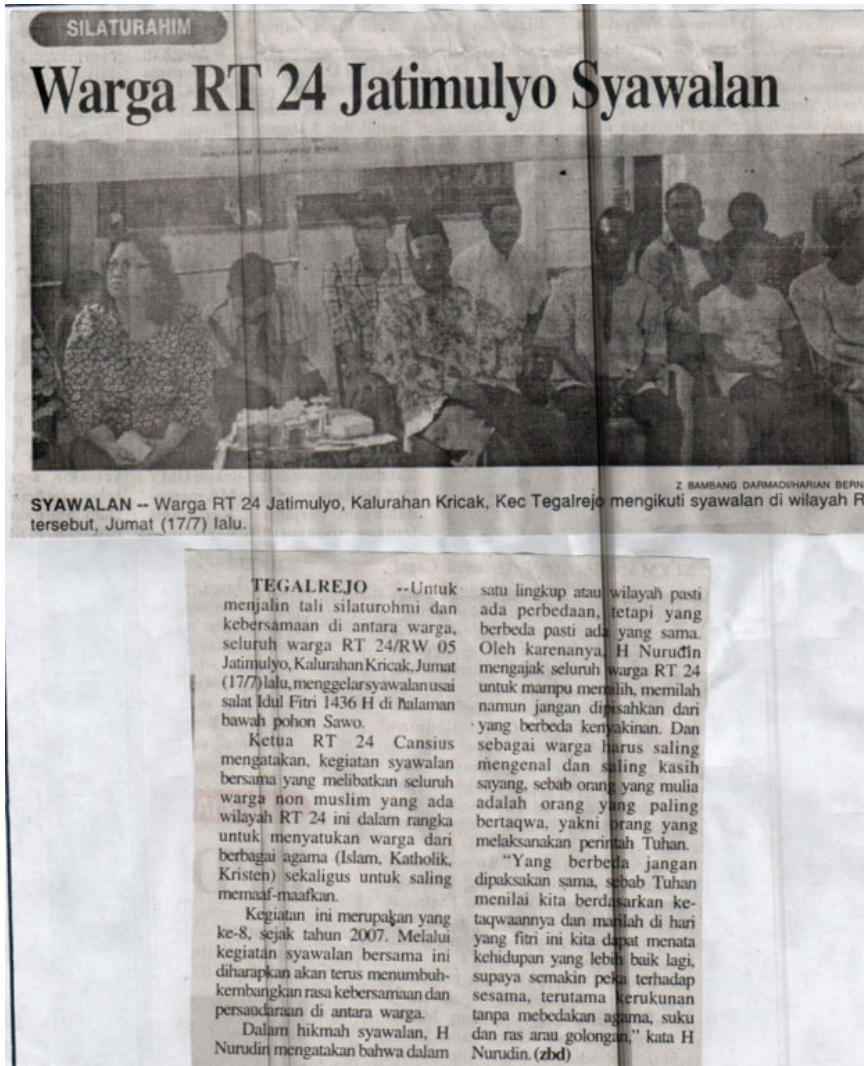 SILATURAHIM
Warga RT 24 Jatimulyo Syawalan
Z BAMBANG DARMADI/HARIAN BERN
SYAWALAN -- Warga RT 24 Jatimulyo, Kalurahan Kricak, Kec Tegalrejo mengikuti syawalan di wilayah R
tersebut, Jumat (17/7) lalu.
TEGALREJO --Untuk
menjalin tali silaturohmi dan
kebersamaan di antara warga,
seluruh warga RT 24/RW 05
Jatimulyo, Kalurahan Kricak, Jumat
(17/7) lalu, menggelar syawalan usai
salat Idul Fitri 1436 H di halaman
bawah pohon Sawo.
Ketua RT 24 Cansius
mengatakan, kegiatan syawalan
bersama yang melibatkan seluruh
warga non muslim yang ada
wilayah RT 24 ini dalam rangka
untuk menyatukan warga dari
berbagai agama (Islam, Katholik,
Kristen) sekaligus untuk saling
memaaf-maafkan.
Kegiatan ini merupakan yang
ke-8, sejak tahun 2007. Melalui
kegiatan syawalan bersama ini
diharapkan akan terus menumbuh-
kembangkan rasa kebersamaan dan
persaudaraan di antara warga.
Dalam hikmah syawalan, H
Nurudin mengatakan bahwa dalam
satu lingkup atau wilayah pasti
ada perbedaan, tetapi yang
berbeda pasti ada yang sama.
Oleh karenanya, H Nurudin
mengajak seluruh warga RT 24
untuk mampu memilih, memilah
namun jangan dipisahkan dari
yang berbeda kenyakinan. Dan
sebagai warga harus saling
mengenal dan saling kasih
sayang, sebab orang yang mulia
adalah orang yang paling
bertaqwa, yakni orang yang
melaksanakan perintah Tuhan.
"Yang berbeda jangan
dipaksakan sama, sebab Tuhan
menilai kita berdasarkan ke-
taqwaannya dan marilah di hari
yang fitri ini kita dapat menata
kehidupan yang lebih baik lagi,
supaya semakin peka terhadap
sesama, terutama kerukunan
tanpa mebedakan agama, suku
dan ras arau golongan," kata H
Nurudin. (zbd)